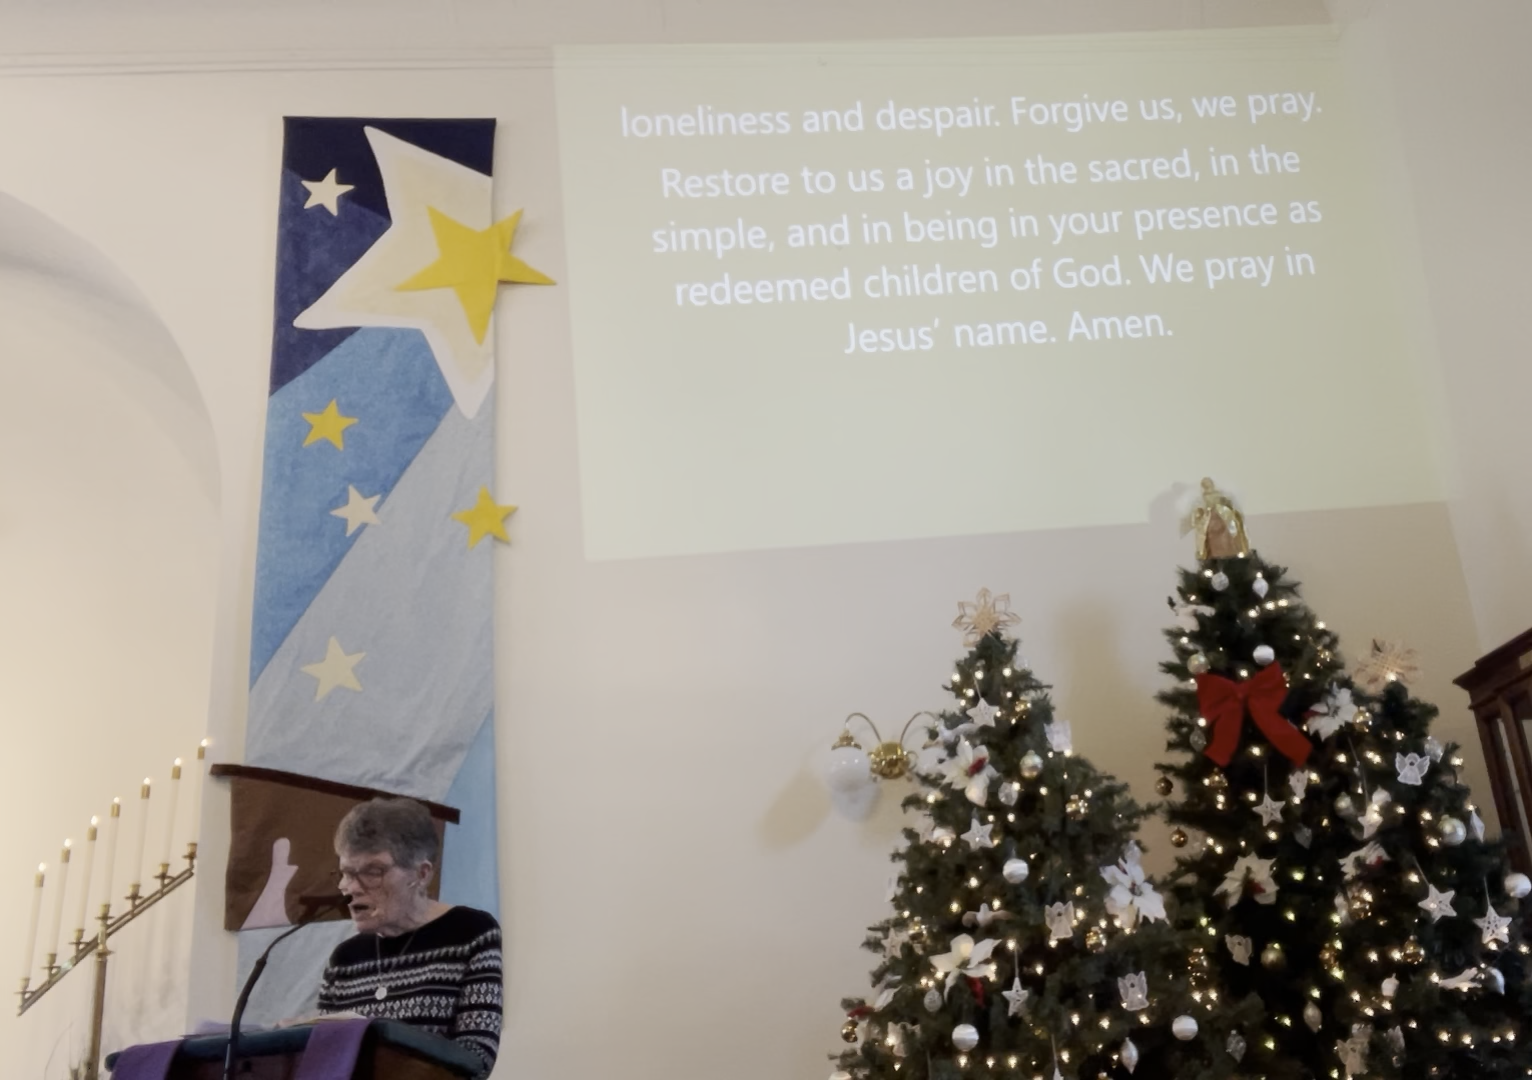 loneliness and despair. Forgive us, we pray.
Restore to us a joy in the sacred, in the
simple, and in being in your presence as
redeemed children of God. We pray in
Jesus' name. Amen.